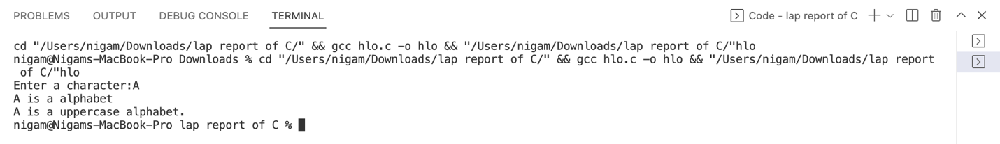 PROBLEMS OUTPUT DEBUG CONSOLE TERMINAL Code - lap report of C
cd "/Users/nigam/Downloads/lap report of C/" && gcc hlo.c -o hlo && "/Users/nigam/Downloads/lap report of C/"hlo
nigam@Nigams-MacBook-Pro Downloads % cd "/Users/nigam/Downloads/lap report of C/" && gcc hlo.c -o hlo && "/Users/nigam/Downloads/lap report
of C/"hlo
Enter a character:A
A is a alphabet
A is a uppercase alphabet.
nigam@Nigams-MacBook-Pro lap report of C %